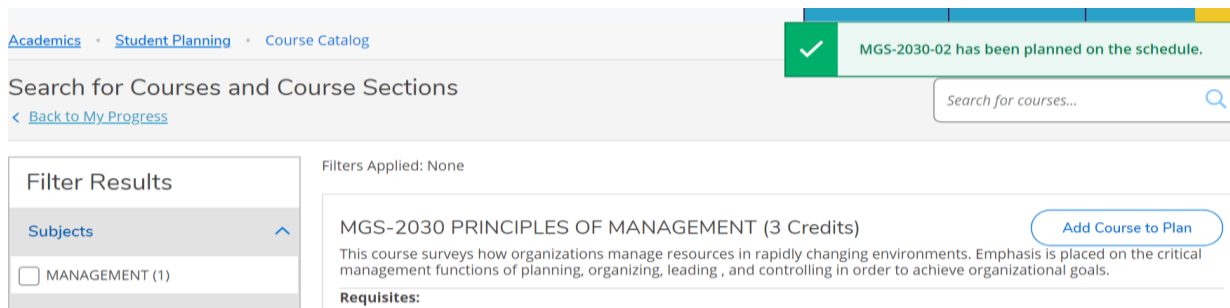 Academics · Student Planning · Course Catalog
MGS-2030-02 has been planned on the schedule.
Search for Courses and Course Sections
< Back to My Progress
Search for courses...
Filter Results
Subjects
MANAGEMENT (1)
Filters Applied: None
MGS-2030 PRINCIPLES OF MANAGEMENT (3 Credits)
Add Course to Plan
This course surveys how organizations manage resources in rapidly changing environments. Emphasis is placed on the critical
management functions of planning, organizing, leading , and controlling in order to achieve organizational goals.
Requisites: